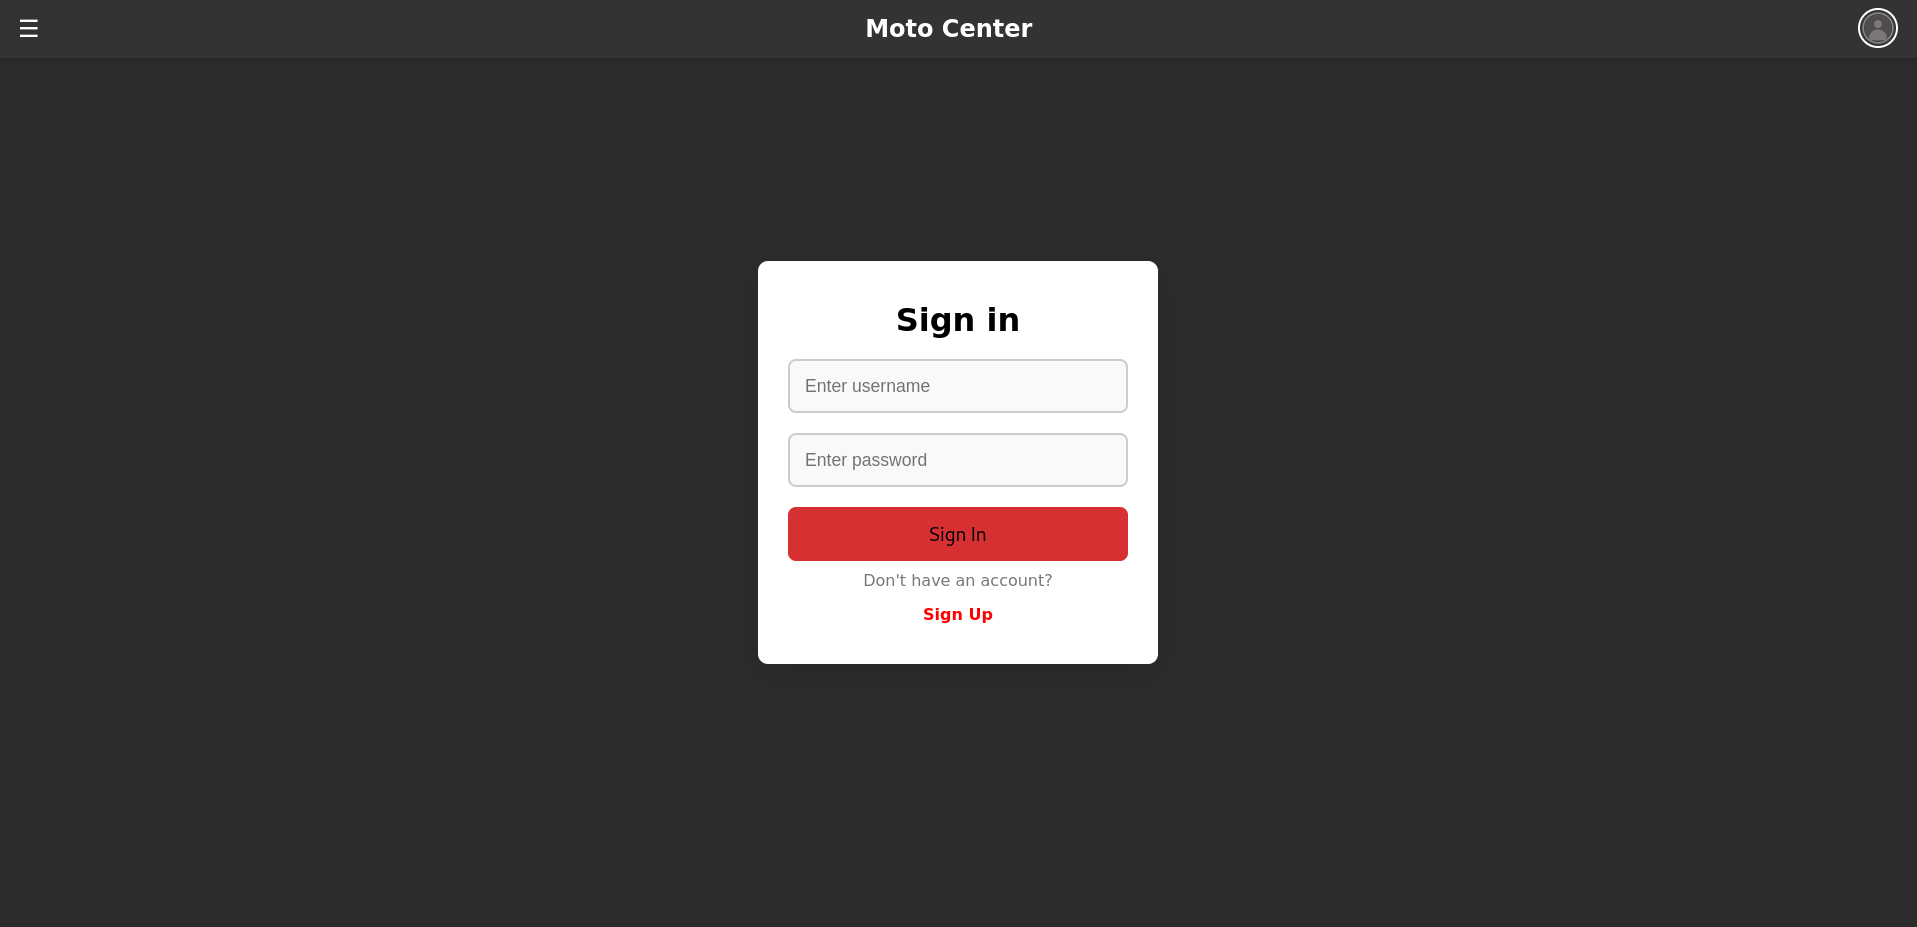 ☰
Moto Center
Sign in
Enter username
Enter password
Sign In
Don't have an account?
Sign Up